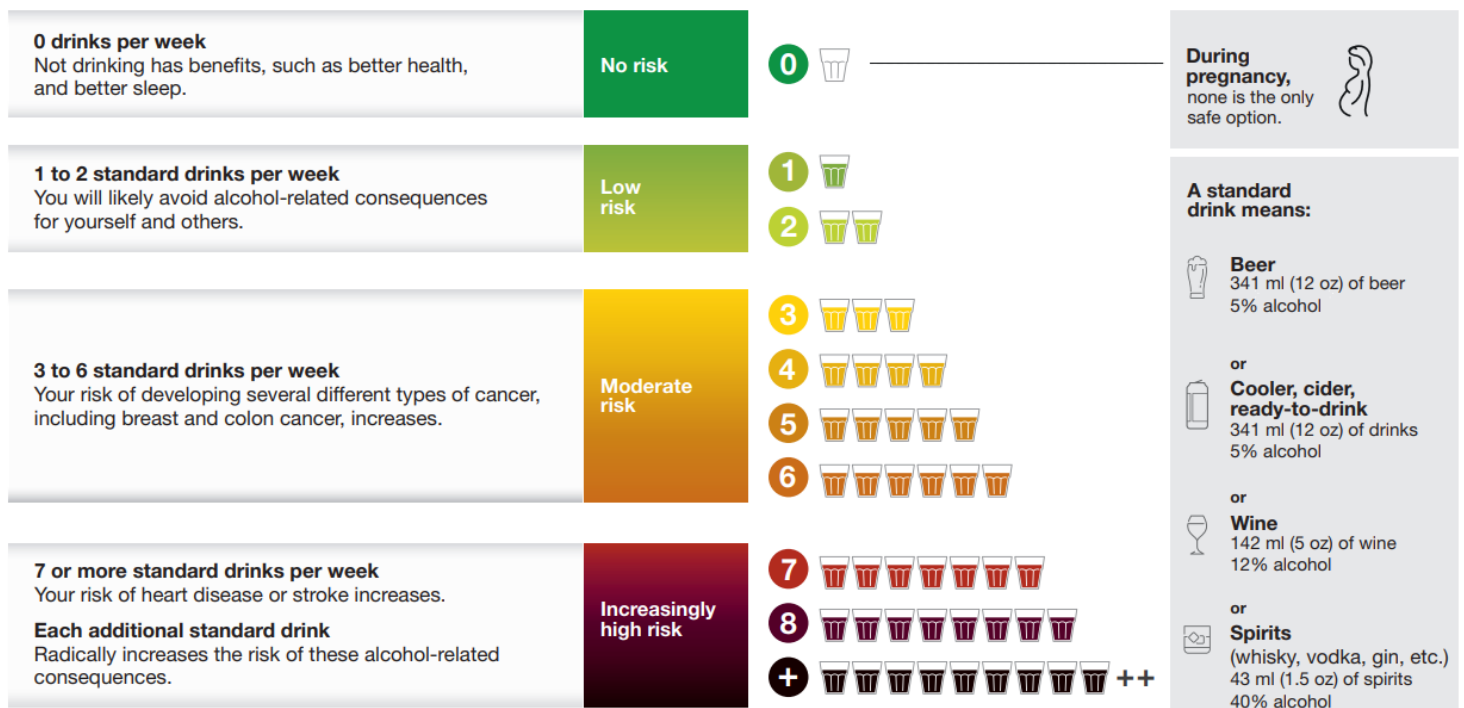 0 drinks per week
Not drinking has benefits, such as better health,
and better sleep.
No risk
0
During
pregnancy,
none is the only
safe option.
1 to 2 standard drinks per week
You will likely avoid alcohol-related consequences
for yourself and others.
Low
risk
1
2
3 to 6 standard drinks per week
Your risk of developing several different types of cancer,
including breast and colon cancer, increases.
Moderate
risk
3
4
5
6
7 or more standard drinks per week
Your risk of heart disease or stroke increases.
Each additional standard drink
Radically increases the risk of these alcohol-related
consequences.
Increasingly
high risk
7
8
+
++
A standard
drink means:
Beer
341 ml (12 oz) of beer
5% alcohol
or
Cooler, cider,
ready-to-drink
341 ml (12 oz) of drinks
5% alcohol
or
Wine
142 ml (5 oz) of wine
12% alcohol
or
Spirits
(whisky, vodka, gin, etc.)
43 ml (1.5 oz) of spirits
40% alcohol